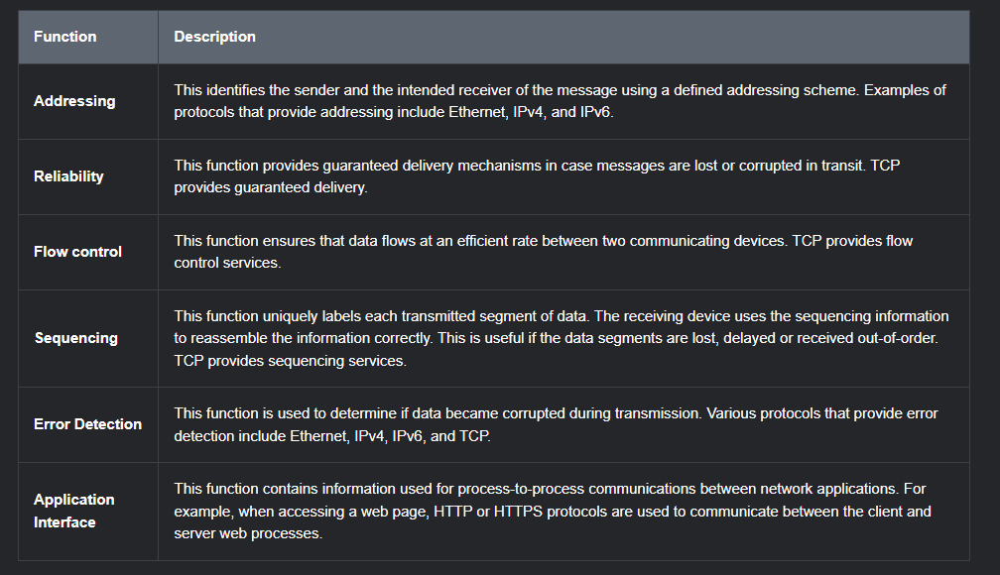 Function
Description
Addressing
This identifies the sender and the intended receiver of the message using a defined addressing scheme. Examples of
protocols that provide addressing include Ethernet, IPv4, and IPv6.
Reliability
This function provides guaranteed delivery mechanisms in case messages are lost or corrupted in transit. TCP
provides guaranteed delivery.
Flow control
This function ensures that data flows at an efficient rate between two communicating devices. TCP provides flow
control services.
Sequencing
This function uniquely labels each transmitted segment of data. The receiving device uses the sequencing information
to reassemble the information correctly. This is useful if the data segments are lost, delayed or received out-of-order.
TCP provides sequencing services.
Error Detection
This function is used to determine if data became corrupted during transmission. Various protocols that provide error
detection include Ethernet, IPv4, IPv6, and TCP.
Application
Interface
This function contains information used for process-to-process communications between network applications. For
example, when accessing a web page, HTTP or HTTPS protocols are used to communicate between the client and
server web processes.